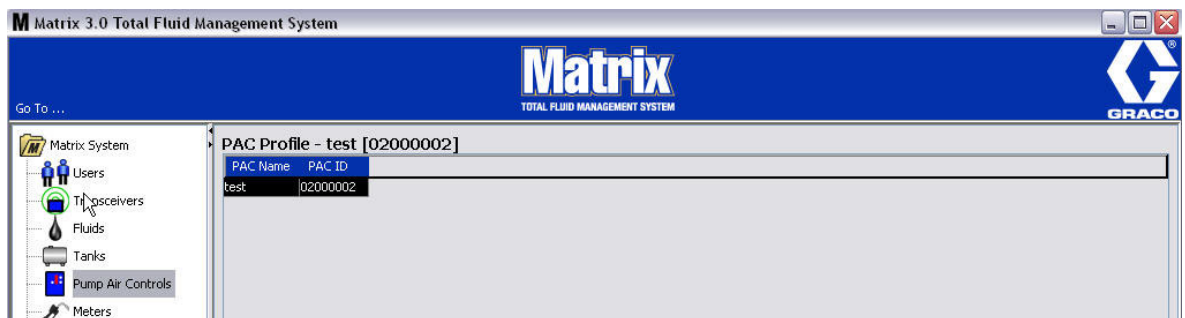 M Matrix 3.0 Total Fluid Management System
Matrix
TOTAL FLUID MANAGEMENT SYSTEM
Go To ...
GRACO
Matrix System
Users
Transceivers
Fluids
Tanks
Pump Air Controls
Meters
PAC Profile - test [02000002]
PAC Name PAC ID
test 02000002